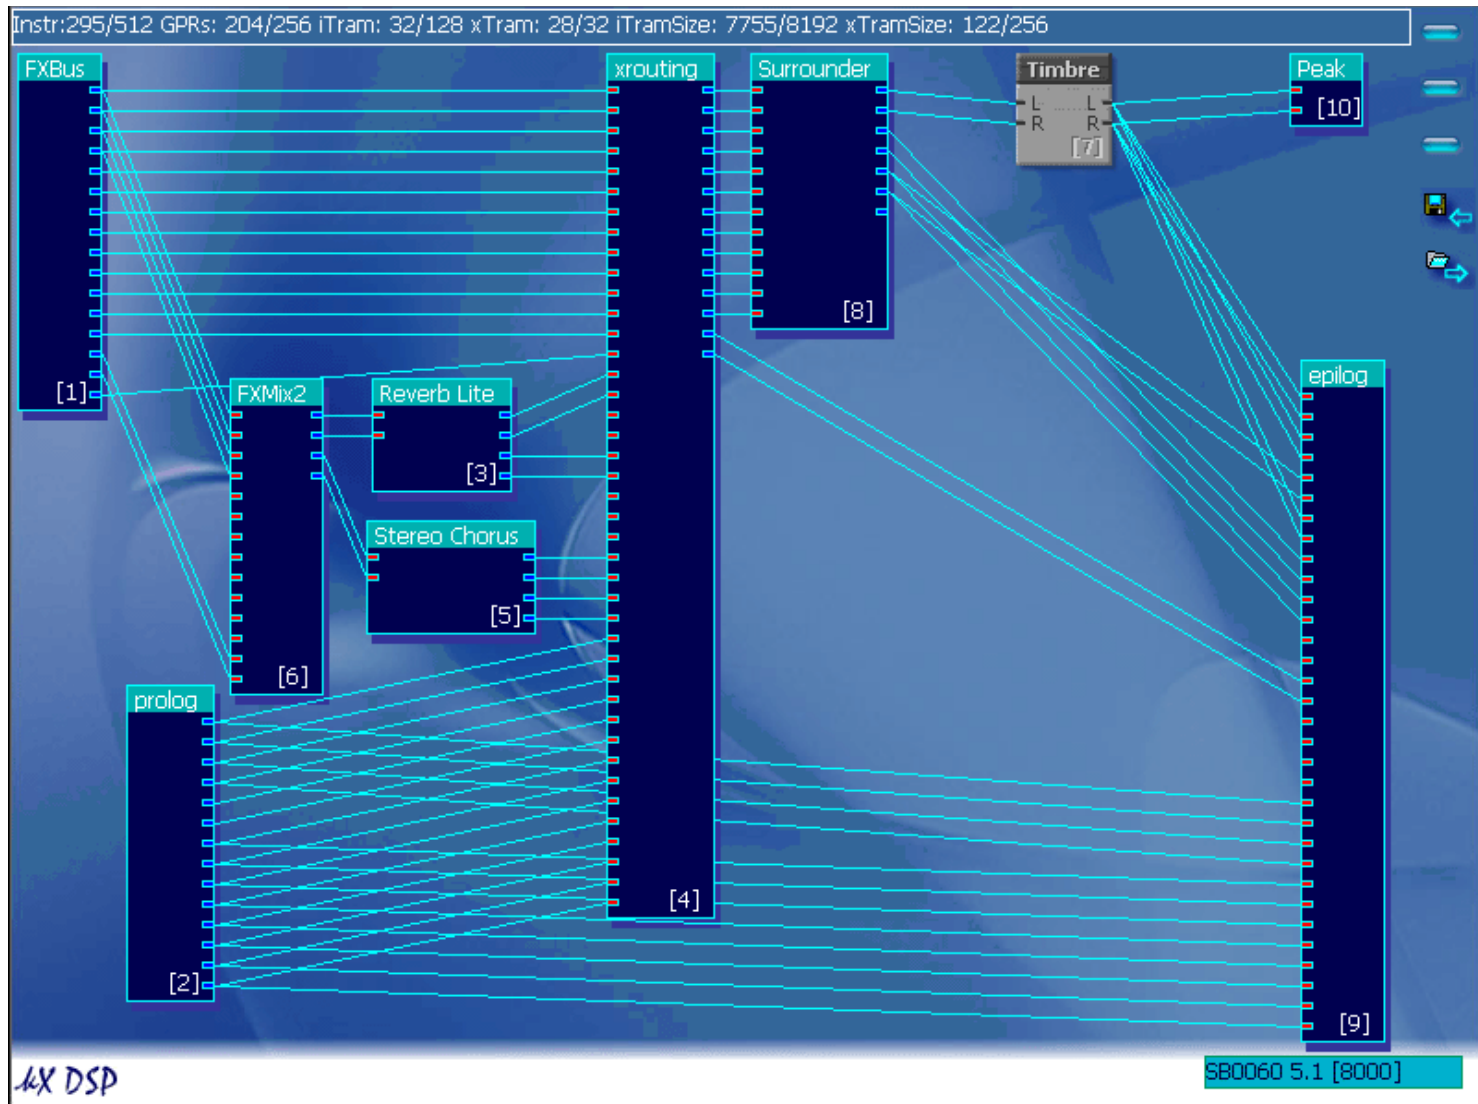 Instr:295/512 GPRs: 204/256 iTram: 32/128 xTram: 28/32 iTramSize: 7755/8192 xTramSize: 122/256
FXBus
[1]
xrouting
[4]
Surrounder
[8]
Timbre
L L
R R
[7]
Peak
[10]
FXMix2
[6]
Reverb Lite
[3]
Stereo Chorus
[5]
prolog
[2]
epilog
[9]
kX DSP
SB0060 5.1 [8000]